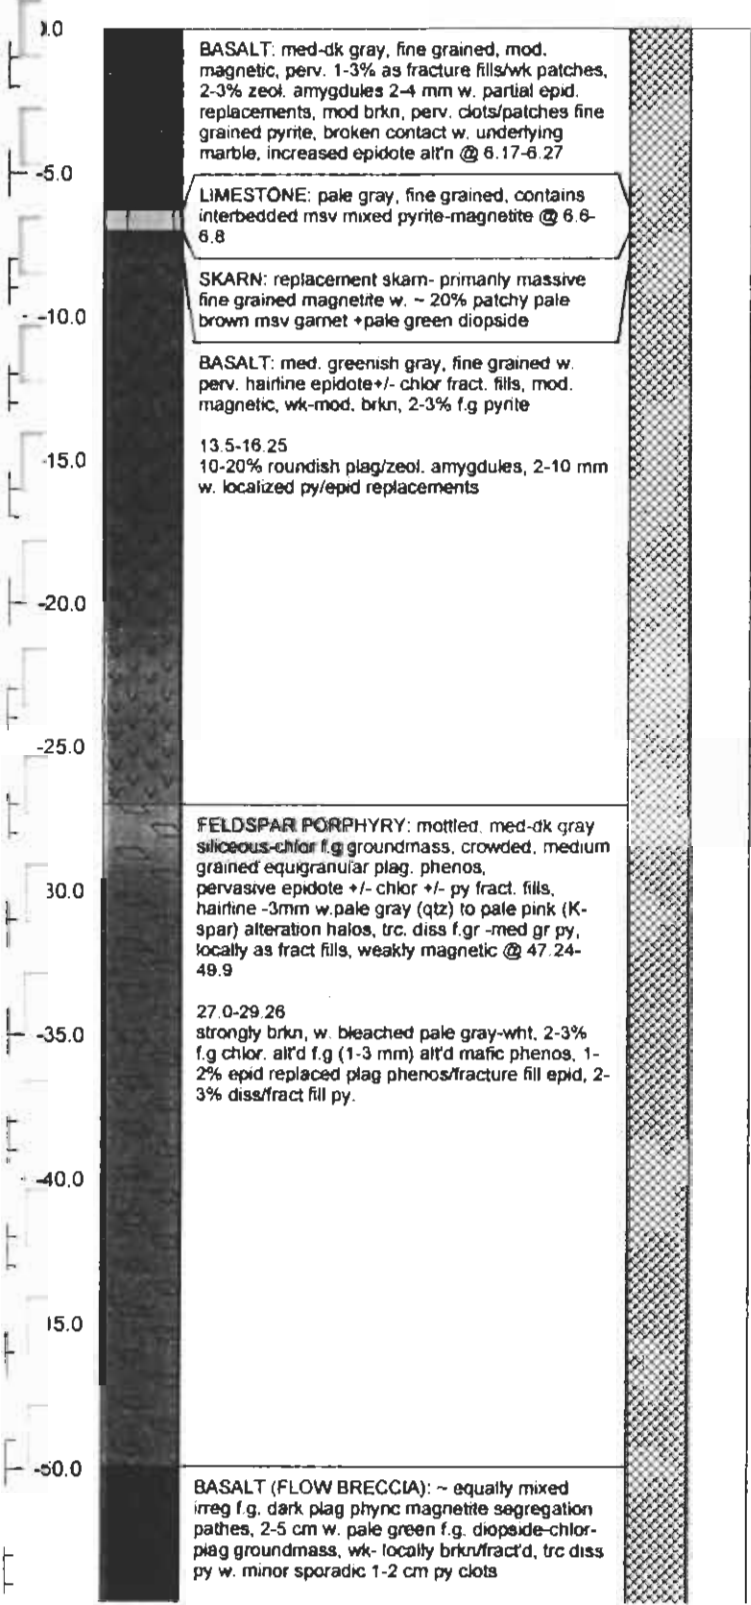 ).0
BASALT: med-dk gray, fine grained, mod.
magnetic, perv. 1-3% as fracture fills/wk patches,
2-3% zeol. amygdules 2-4 mm w. partial epid.
replacements, mod brkn, perv. clots/patches fine
grained pyrite, broken contact w. underlying
marble, increased epidote alt'n @ 6.17-6.27
-5.0
LIMESTONE: pale gray, fine grained, contains
interbedded msv mixed pyrite-magnetite @ 6.6-
6.8
SKARN: replacement skarn- primarily massive
fine grained magnetite w. ~ 20% patchy pale
brown msv garnet +pale green diopside
-10.0
BASALT: med. greenish gray, fine grained w.
perv. hairline epidote+/- chlor fract. fills, mod.
magnetic, wk-mod. brkn, 2-3% f.g pyrite
13.5-16.25
-15.0
10-20% roundish plag/zeol. amygdules, 2-10 mm
w. localized py/epid replacements
-20.0
-25.0
FELDSPAR PORPHYRY: mottled, med-dk gray
siliceous-chlor f.g groundmass, crowded, medium
grained equigranular plag. phenos,
pervasive epidote +/- chlor +/- py fract. fills,
30.0
hairline -3mm w.pale gray (qtz) to pale pink (K-
spar) alteration halos, trc. diss f.gr -med gr py,
locally as fract fills, weakly magnetic @ 47.24-
49.9
27.0-29.26
-35.0
strongly brkn, w. bleached pale gray-wht, 2-3%
f.g chlor. alt'd f.g (1-3 mm) alt'd mafic phenos, 1-
2% epid replaced plag phenos/fracture fill epid, 2-
3% diss/fract fill py.
-40.0
15.0
-50.0
BASALT (FLOW BRECCIA): ~ equally mixed
irreg f.g. dark plag phync magnetite segregation
pathes, 2-5 cm w. pale green f.g. diopside-chlor-
plag groundmass, wk- locally brkn/fract'd, trc diss
py w. minor sporadic 1-2 cm py clots